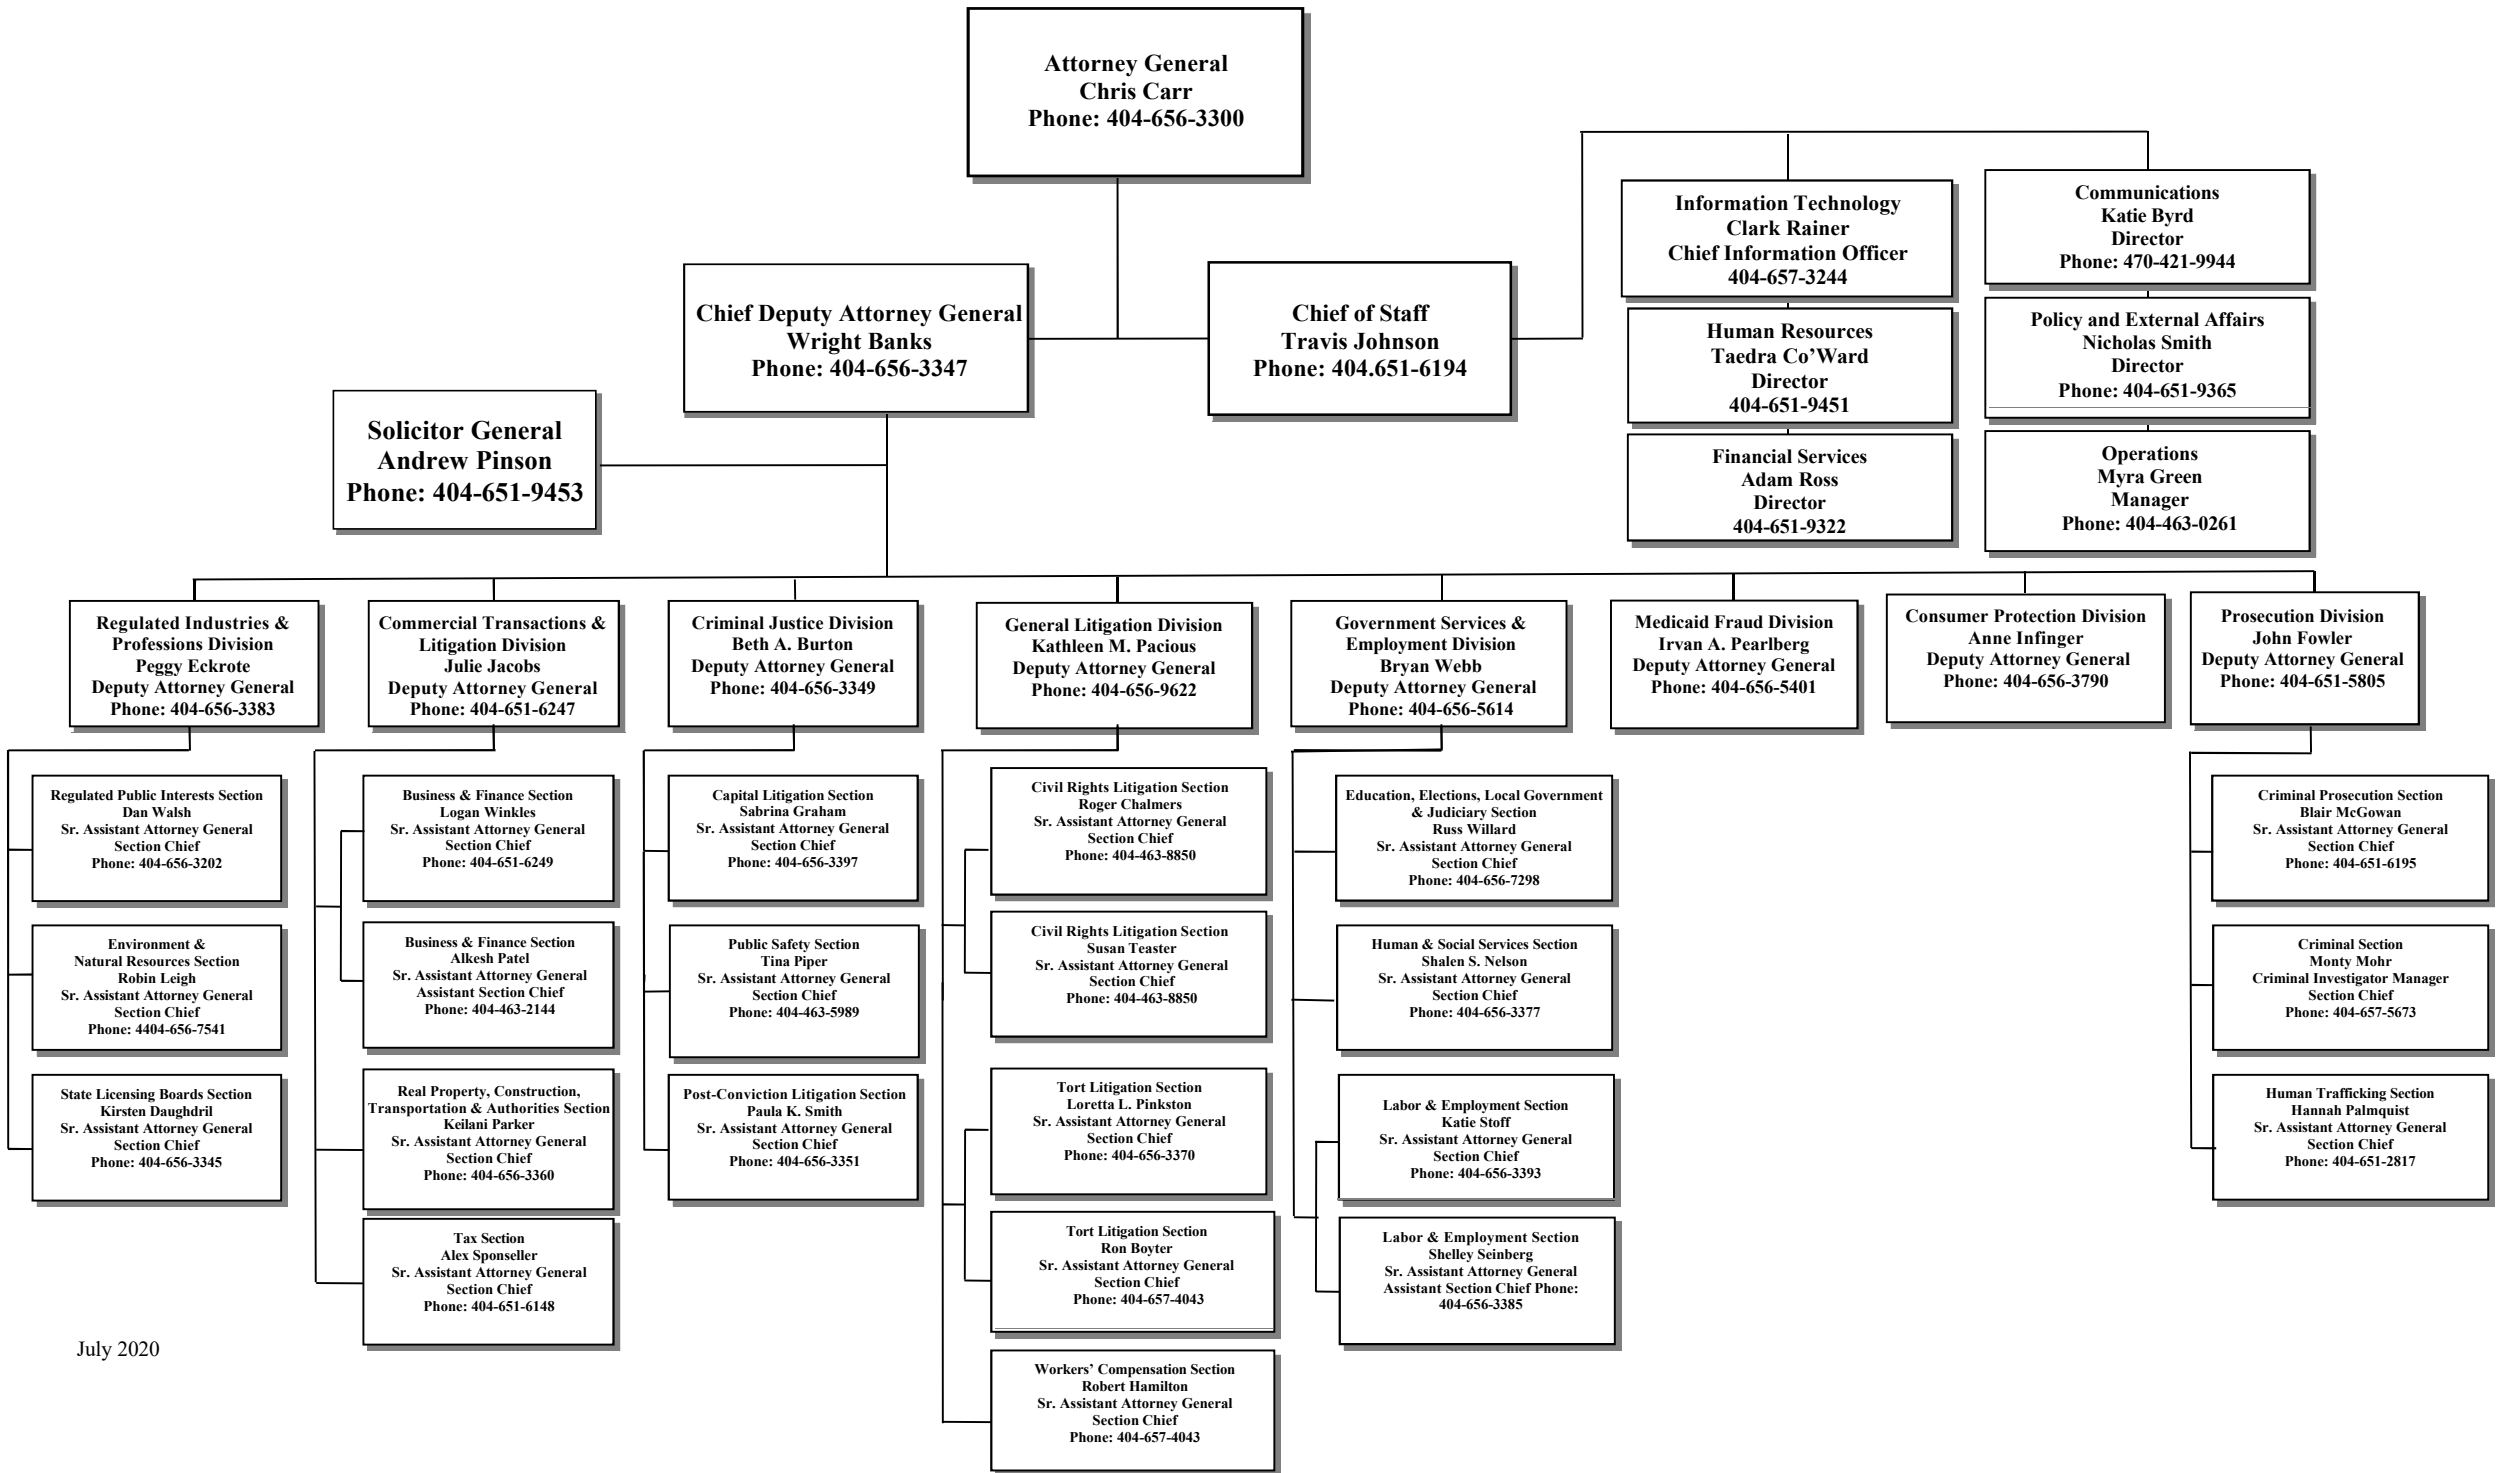 Attorney General
Chris Carr
Phone: 404-656-3300
Chief Deputy Attorney General
Wright Banks
Phone: 404-656-3347
Chief of Staff
Travis Johnson
Phone: 404.651-6194
Information Technology
Clark Rainer
Chief Information Officer
404-657-3244
Human Resources
Taedra Co’Ward
Director
404-651-9451
Financial Services
Adam Ross
Director
404-651-9322
Communications
Katie Byrd
Director
Phone: 470-421-9944
Policy and External Affairs
Nicholas Smith
Director
Phone: 404-651-9365
Operations
Myra Green
Manager
Phone: 404-463-0261
Solicitor General
Andrew Pinson
Phone: 404-651-9453
Regulated Industries &
Professions Division
Peggy Eckrote
Deputy Attorney General
Phone: 404-656-3383
Commercial Transactions &
Litigation Division
Julie Jacobs
Deputy Attorney General
Phone: 404-651-6247
Criminal Justice Division
Beth A. Burton
Deputy Attorney General
Phone: 404-656-3349
General Litigation Division
Kathleen M. Pacious
Deputy Attorney General
Phone: 404-656-9622
Government Services &
Employment Division
Bryan Webb
Deputy Attorney General
Phone: 404-656-5614
Medicaid Fraud Division
Irvan A. Pearlberg
Deputy Attorney General
Phone: 404-656-5401
Consumer Protection Division
Anne Infinger
Deputy Attorney General
Phone: 404-656-3790
Prosecution Division
John Fowler
Deputy Attorney General
Phone: 404-651-5805
Regulated Public Interests Section
Dan Walsh
Sr. Assistant Attorney General
Section Chief
Phone: 404-656-3202
Environment &
Natural Resources Section
Robin Leigh
Sr. Assistant Attorney General
Section Chief
Phone: 4404-656-7541
State Licensing Boards Section
Kirsten Daughdril
Sr. Assistant Attorney General
Section Chief
Phone: 404-656-3345
Business & Finance Section
Logan Winkles
Sr. Assistant Attorney General
Section Chief
Phone: 404-651-6249
Business & Finance Section
Alkesh Patel
Sr. Assistant Attorney General
Assistant Section Chief
Phone: 404-463-2144
Real Property, Construction,
Transportation & Authorities Section
Keilani Parker
Sr. Assistant Attorney General
Section Chief
Phone: 404-656-3360
Tax Section
Alex Sponseller
Sr. Assistant Attorney General
Section Chief
Phone: 404-651-6148
Capital Litigation Section
Sabrina Graham
Sr. Assistant Attorney General
Section Chief
Phone: 404-656-3397
Public Safety Section
Tina Piper
Sr. Assistant Attorney General
Section Chief
Phone: 404-463-5989
Post-Conviction Litigation Section
Paula K. Smith
Sr. Assistant Attorney General
Section Chief
Phone: 404-656-3351
Civil Rights Litigation Section
Roger Chalmers
Sr. Assistant Attorney General
Section Chief
Phone: 404-463-8850
Civil Rights Litigation Section
Susan Teaster
Sr. Assistant Attorney General
Section Chief
Phone: 404-463-8850
Tort Litigation Section
Loretta L. Pinkston
Sr. Assistant Attorney General
Section Chief
Phone: 404-656-3370
Tort Litigation Section
Ron Boyter
Sr. Assistant Attorney General
Section Chief
Phone: 404-657-4043
Workers’ Compensation Section
Robert Hamilton
Sr. Assistant Attorney General
Section Chief
Phone: 404-657-4043
Education, Elections, Local Government
& Judiciary Section
Russ Willard
Sr. Assistant Attorney General
Section Chief
Phone: 404-656-7298
Human & Social Services Section
Shalen S. Nelson
Sr. Assistant Attorney General
Section Chief
Phone: 404-656-3377
Labor & Employment Section
Katie Stoff
Sr. Assistant Attorney General
Section Chief
Phone: 404-656-3393
Labor & Employment Section
Shelley Seinberg
Sr. Assistant Attorney General
Assistant Section Chief Phone:
404-656-3385
Criminal Prosecution Section
Blair McGowan
Sr. Assistant Attorney General
Section Chief
Phone: 404-651-6195
Criminal Section
Monty Mohr
Criminal Investigator Manager
Section Chief
Phone: 404-657-5673
Human Trafficking Section
Hannah Palmquist
Sr. Assistant Attorney General
Section Chief
Phone: 404-651-2817
July 2020